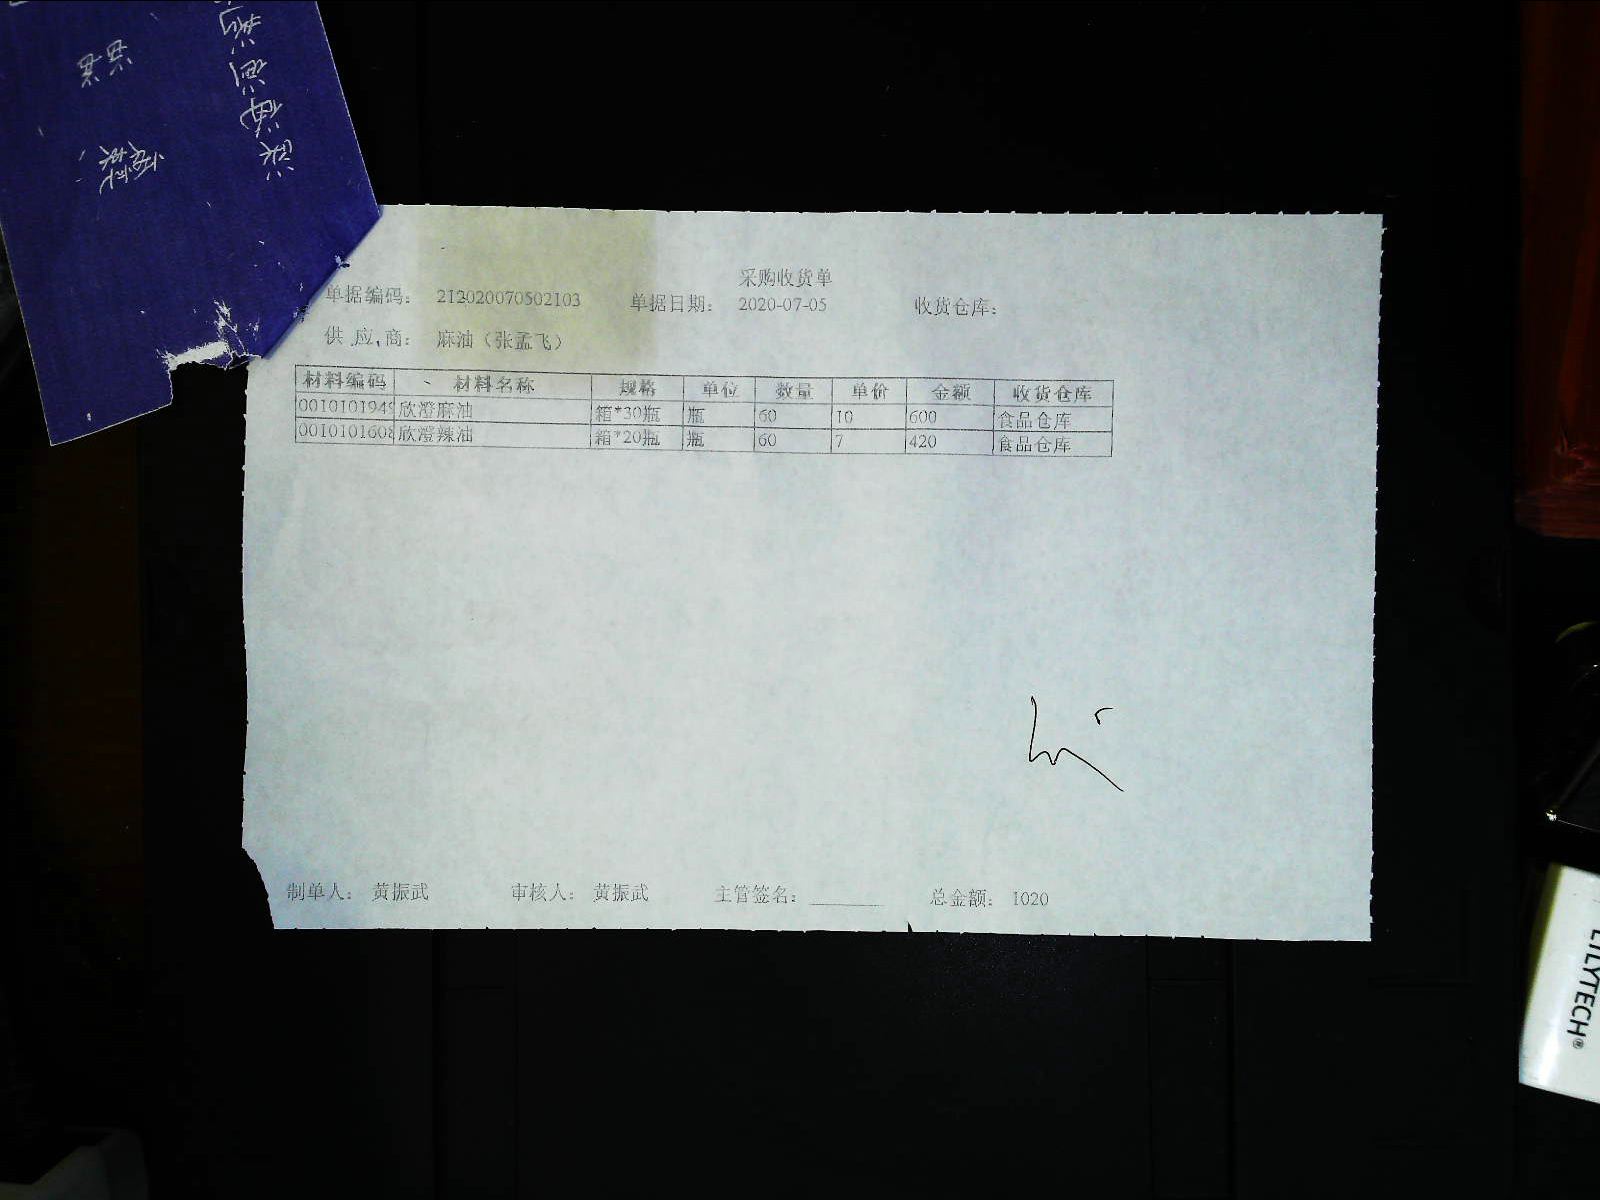 采购收货单
单据编码： 212020070502103 单据日期： 2020-07-05 收货仓库：
供应商： 麻油（张孟飞）
材料编码 材料名称 规格 单位 数量 单价 金额 收货仓库
0010101949 欣澄麻油 箱*30瓶 瓶 60 10 600 食品仓库
0010101608 欣澄辣油 箱*20瓶 瓶 60 7 420 食品仓库
制单人： 黄振武 审核人： 黄振武 主管签名： 总金额： 1020
LILYTECH®